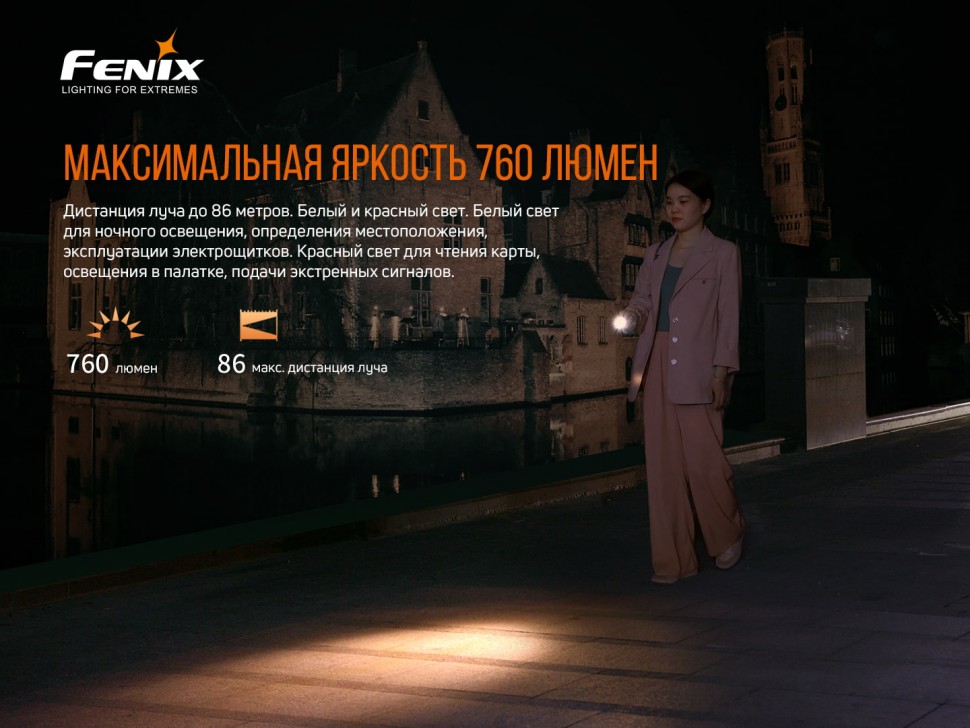 FENIX
LIGHTING FOR EXTREMES
МАКСИМАЛЬНАЯ ЯРКОСТЬ 760 ЛЮМЕН
Дистанция луча до 86 метров. Белый и красный свет. Белый свет
для ночного освещения, определения местоположения,
эксплуатации электрощитков. Красный свет для чтения карты,
освещения в палатке, подачи экстренных сигналов.
760 люмен
86 макс. дистанция луча